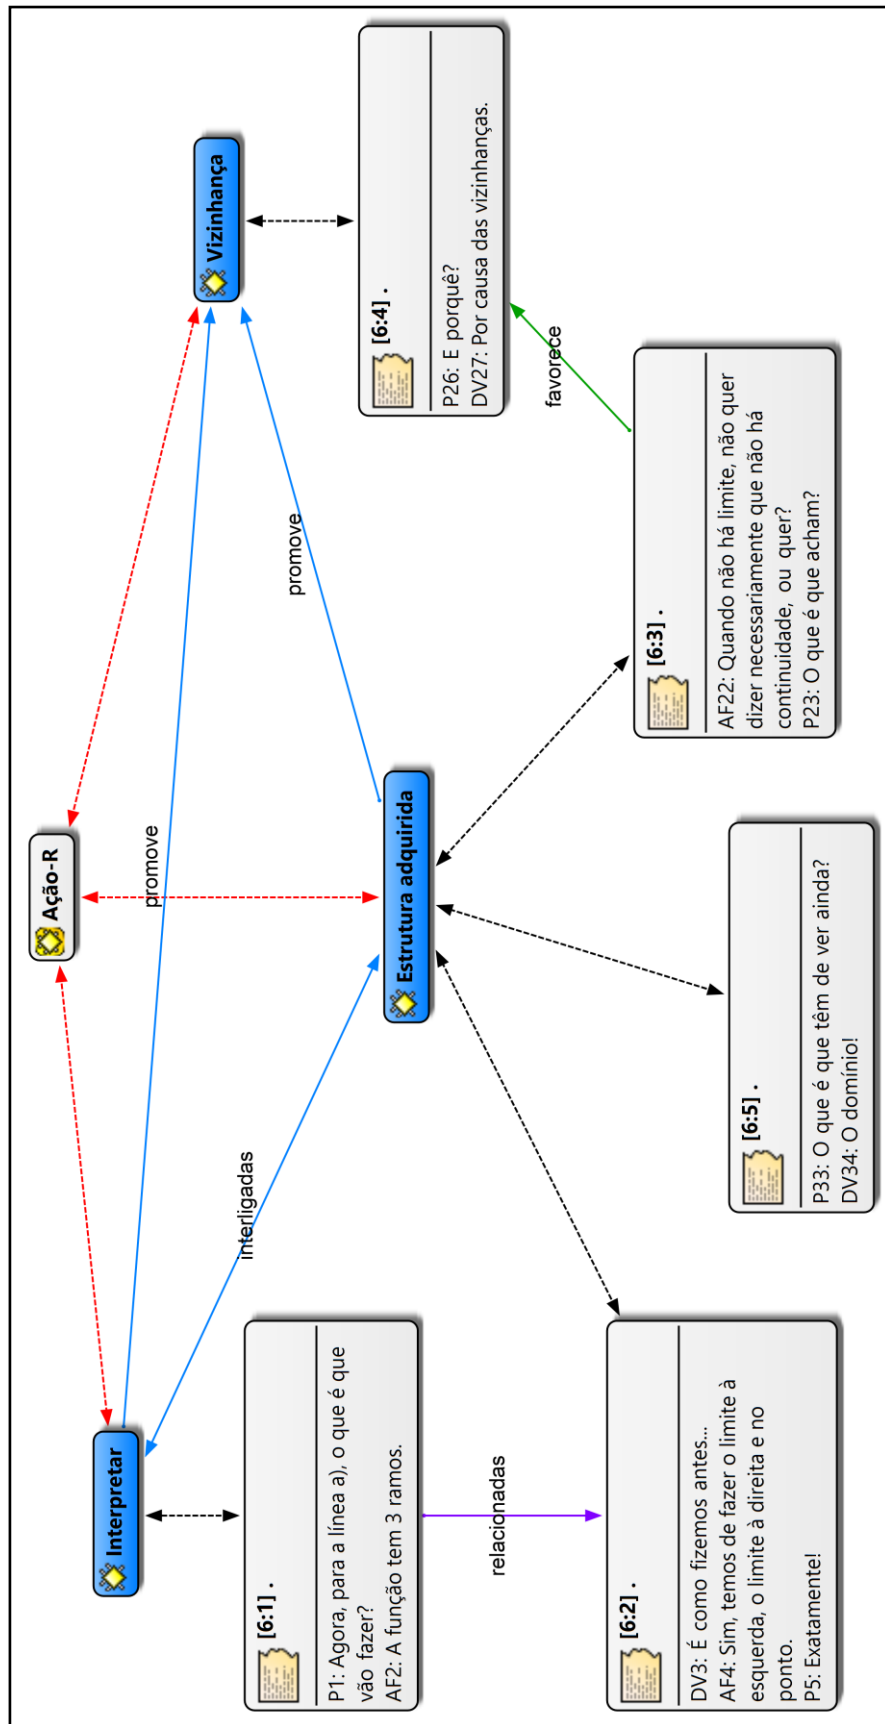 Ação-R
promove
Interpretar
Vizinhança
interligadas
promove
Estrutura adquirida
[6:1] .
P1: Agora, para a línea a), o que é que
vão fazer?
AF2: A função tem 3 ramos.
[6:4] .
P26: E porquê?
DV27: Por causa das vizinhanças.
relacionadas
favorece
[6:2] .
DV3: É como fizemos antes...
AF4: Sim, temos de fazer o limite à
esquerda, o limite à direita e no
ponto.
P5: Exatamente!
[6:5] .
P33: O que é que têm de ver ainda?
DV34: O domínio!
[6:3] .
AF22: Quando não há limite, não quer
dizer necessariamente que não há
continuidade, ou quer?
P23: O que é que acham?